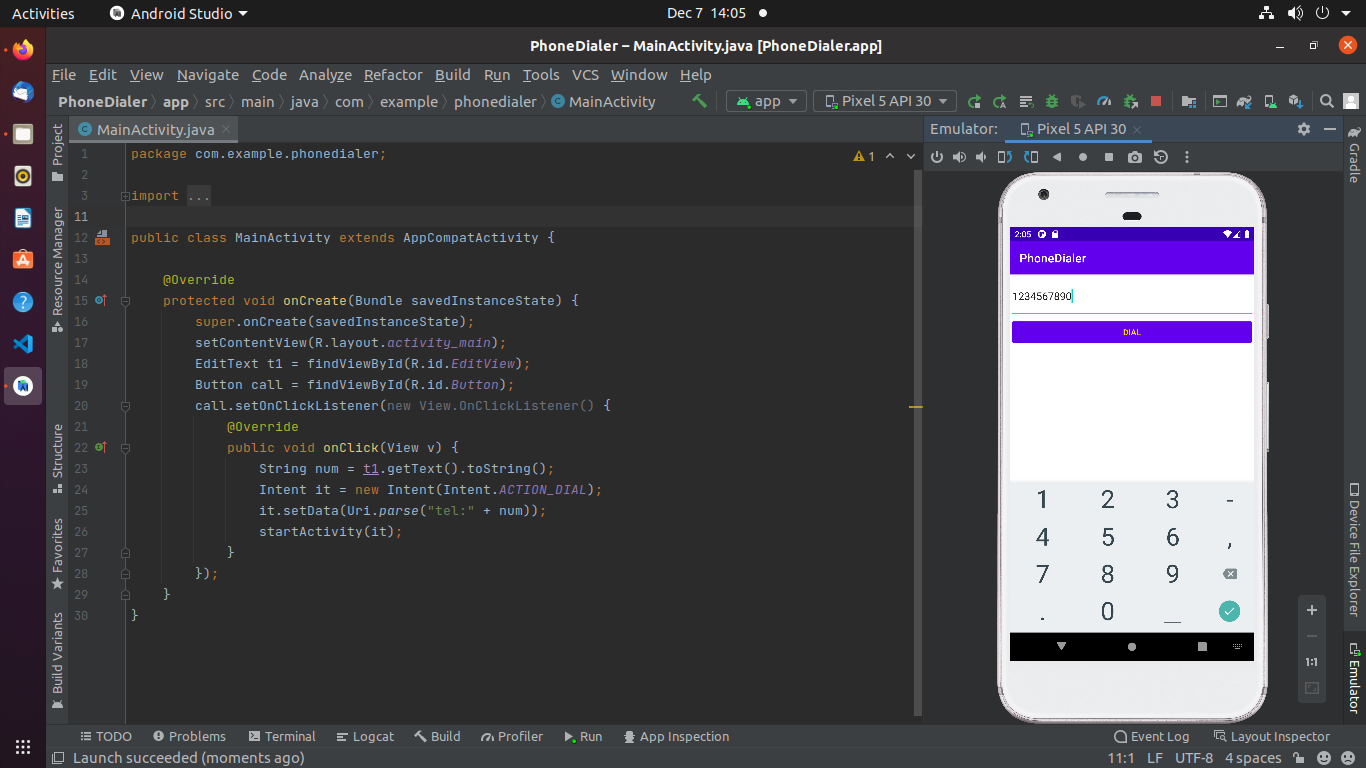 Activities Android Studio Dec 7 14:05
PhoneDialer – MainActivity.java [PhoneDialer.app]
File Edit View Navigate Code Analyze Refactor Build Run Tools VCS Window Help
PhoneDialer app src main java com example phonedialer MainActivity app Pixel 5 API 30
MainActivity.java
Emulator: Pixel 5 API 30
Project
Resource Manager
Structure
Favorites
Build Variants
1 package com.example.phonedialer;
2
3 import ...
11
12 public class MainActivity extends AppCompatActivity {
13
14 @Override
15 protected void onCreate(Bundle savedInstanceState) {
16 super.onCreate(savedInstanceState);
17 setContentView(R.layout.activity_main);
18 EditText t1 = findViewById(R.id.EditView);
19 Button call = findViewById(R.id.Button);
20 call.setOnClickListener(new View.OnClickListener() {
21 @Override
22 public void onClick(View v) {
23 String num = t1.getText().toString();
24 Intent it = new Intent(Intent.ACTION_DIAL);
25 it.setData(Uri.parse("tel:" + num));
26 startActivity(it);
27 }
28 });
29 }
30 }
1
2:05
PhoneDialer
1234567890
DIAL
1 2 3 -
4 5 6 ,
7 8 9
. 0 _
1:1
Gradle
Device File Explorer
Emulator
TODO Problems Terminal Logcat Build Profiler Run App Inspection Event Log Layout Inspector
Launch succeeded (moments ago) 11:1 LF UTF-8 4 spaces